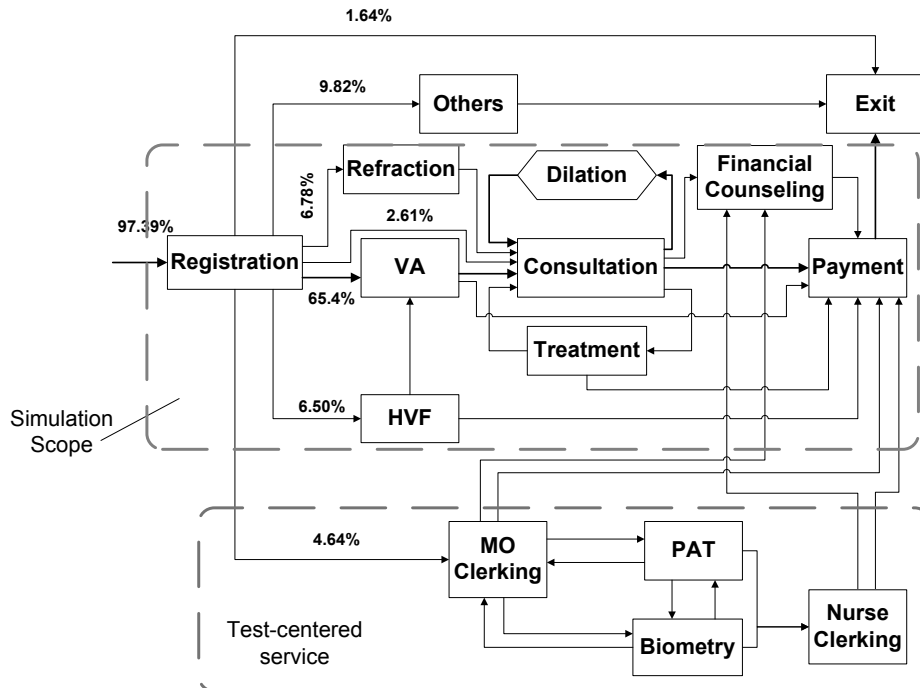 1.64%
9.82%
Others
Exit
Refraction
Dilation
Financial
Counseling
6.78%
2.61%
97.39%
Registration
VA
Consultation
Payment
65.4%
Treatment
6.50%
HVF
Simulation
Scope
4.64%
MO
Clerking
PAT
Nurse
Clerking
Biometry
Test-centered
service